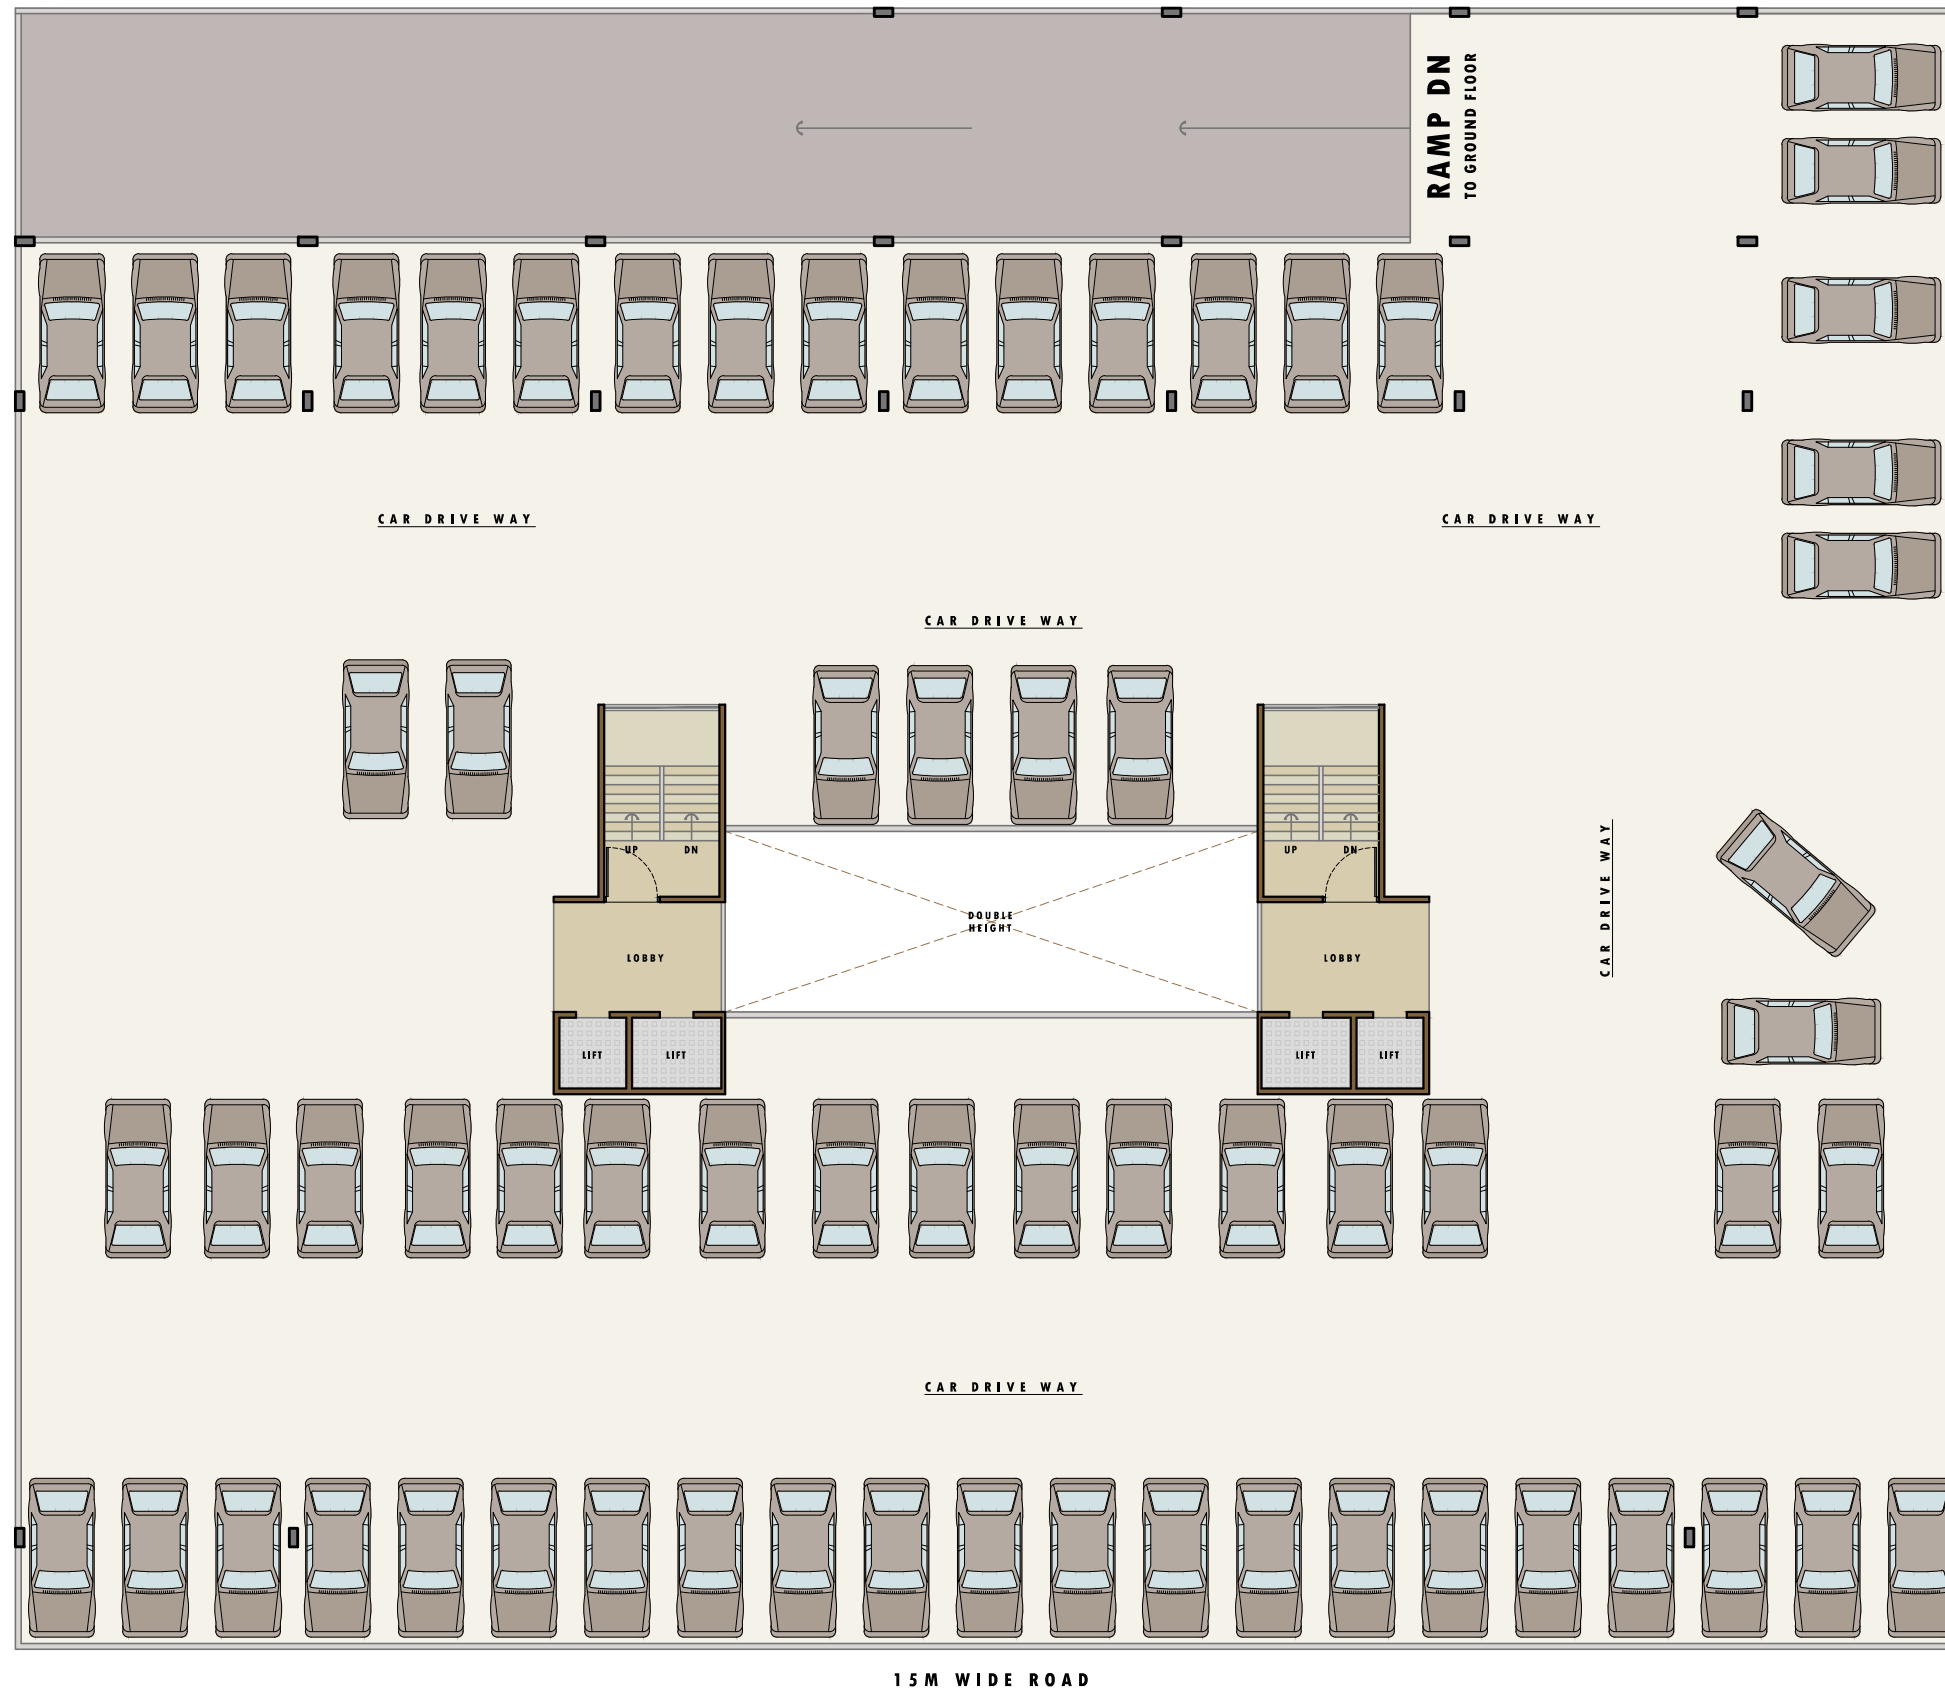 RAMP DN
TO GROUND FLOOR
CAR DRIVE WAY
CAR DRIVE WAY
CAR DRIVE WAY
UP
DN
UP
DN
CAR DRIVE WAY
DOUBLE
HEIGHT
LOBBY
LOBBY
LIFT
LIFT
LIFT
LIFT
CAR DRIVE WAY
15M WIDE ROAD